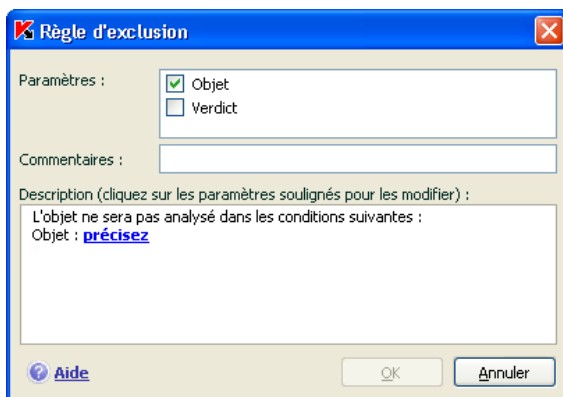 Règle d'exclusion
Paramètres :
Objet
Verdict
Commentaires :
Description (cliquez sur les paramètres soulignés pour les modifier) :
L'objet ne sera pas analysé dans les conditions suivantes :
Objet : précisez
Aide OK Annuler